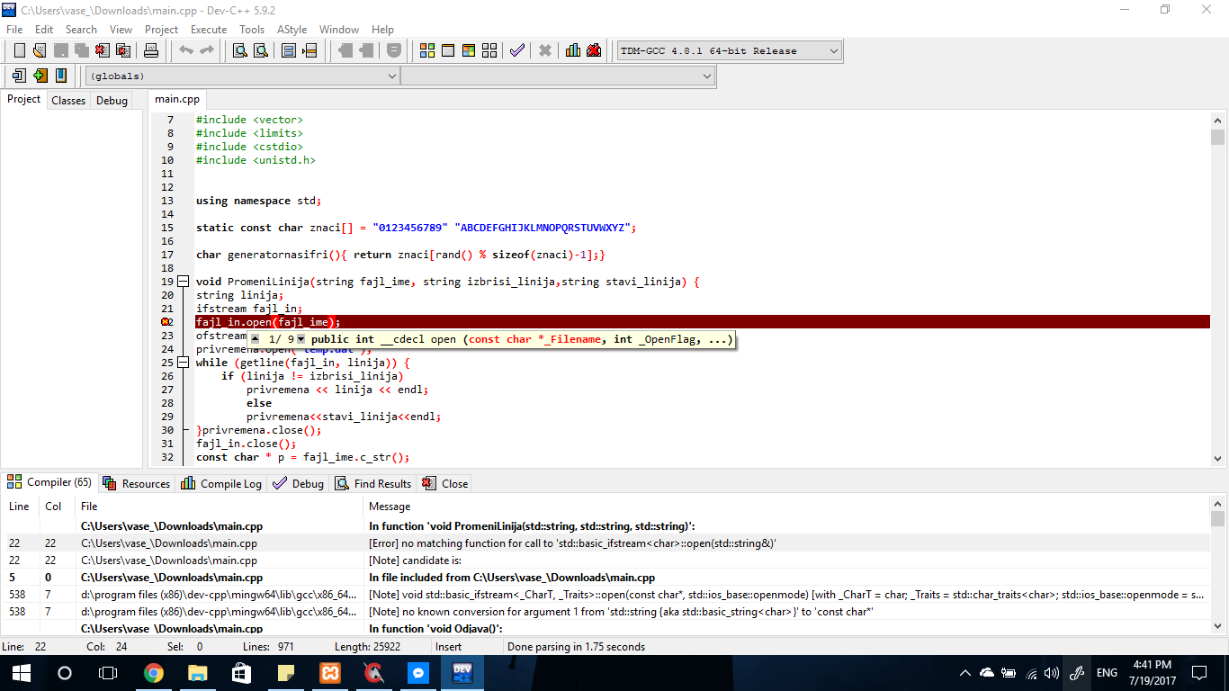 C:\Users\vase_\Downloads\main.cpp - Dev-C++ 5.9.2
File Edit Search View Project Execute Tools AStyle Window Help
TDM-GCC 4.8.1 64-bit Release
(globals)
Project Classes Debug main.cpp
7 #include <vector>
8 #include <limits>
9 #include <cstdio>
10 #include <unistd.h>
11
12
13 using namespace std;
14
15 static const char znaci[] = "0123456789" "ABCDEFGHIJKLMNOPQRSTUVWXYZ";
16
17 char generatornasifri(){ return znaci[rand() % sizeof(znaci)-1];}
18
19 void PromeniLinija(string fajl_ime, string izbrisi_linija,string stavi_linija) {
20 string linija;
21 ifstream fajl_in;
22 fajl_in.open(fajl_ime);
23 ofstream
1/ 9 public int __cdecl open (const char *_Filename, int _OpenFlag, ...)
24 privremena.open("temp.dat");
25 while (getline(fajl_in, linija)) {
26 if (linija != izbrisi_linija)
27 privremena << linija << endl;
28 else
29 privremena<<stavi_linija<<endl;
30 }privremena.close();
31 fajl_in.close();
32 const char * p = fajl_ime.c_str();
Compiler (65) Resources Compile Log Debug Find Results Close
Line Col File Message
C:\Users\vase_\Downloads\main.cpp In function 'void PromeniLinija(std::string, std::string, std::string)':
22 22 C:\Users\vase_\Downloads\main.cpp [Error] no matching function for call to 'std::basic_ifstream<char>::open(std::string&)'
22 22 C:\Users\vase_\Downloads\main.cpp [Note] candidate is:
5 0 C:\Users\vase_\Downloads\main.cpp In file included from C:\Users\vase_\Downloads\main.cpp
538 7 d:\program files (x86)\dev-cpp\mingw64\lib\gcc\x86_64... [Note] void std::basic_ifstream<_CharT, _Traits>::open(const char*, std::ios_base::openmode) [with _CharT = char; _Traits = std::char_traits<char>; std::ios_base::openmode = s...
538 7 d:\program files (x86)\dev-cpp\mingw64\lib\gcc\x86_64... [Note] no known conversion for argument 1 from 'std::string {aka std::basic_string<char>}' to 'const char*'
C:\Users\vase_\Downloads\main.cpp In function 'void Odjava()':
Line: 22 Col: 24 Sel: 0 Lines: 971 Length: 25922 Insert Done parsing in 1.75 seconds
DEV
ENG
4:41 PM
7/19/2017